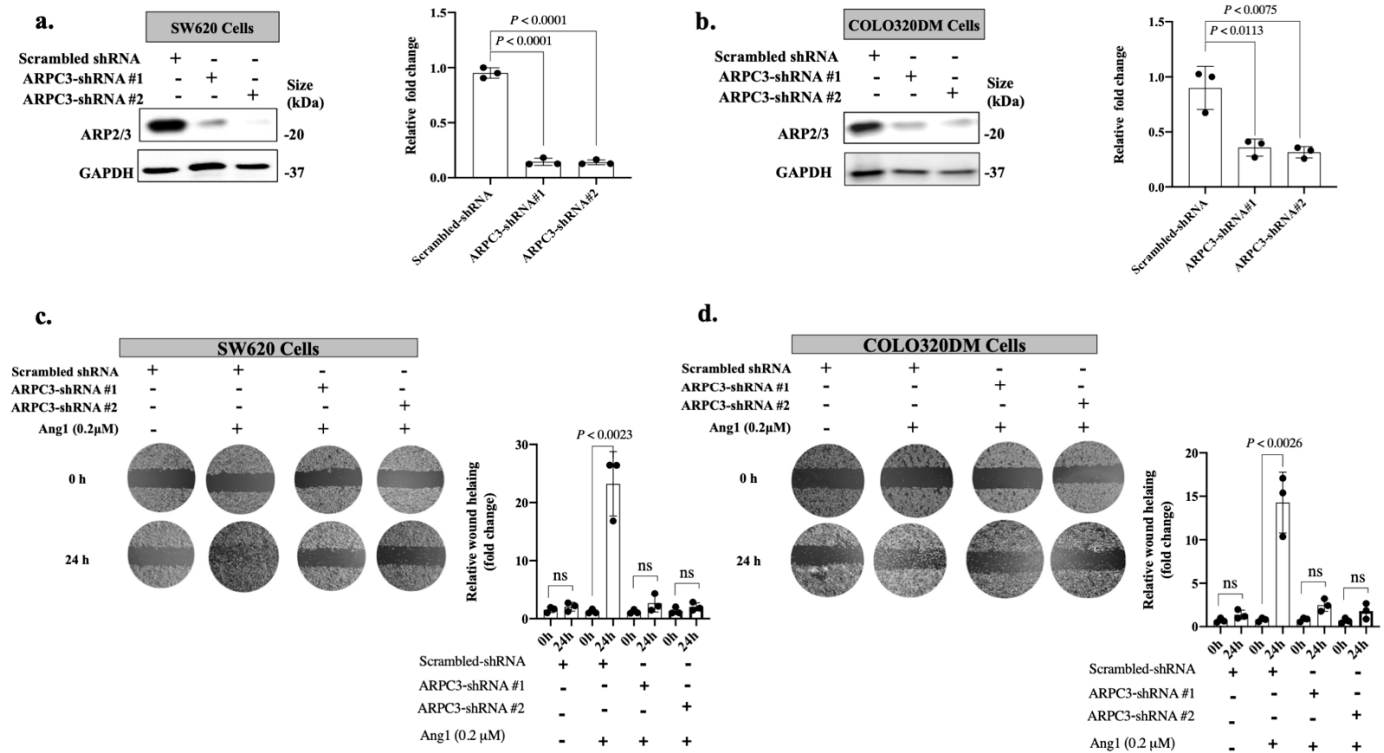 a.
SW620 Cells
Scrambled shRNA + - -
ARPC3-shRNA #1 - + -
ARPC3-shRNA #2 - - +
Size
(kDa)
ARP2/3
-20
GAPDH
-37
Relative fold change
1.5
1.0
0.5
0.0
P < 0.0001
P < 0.0001
Scrambled-shRNA
ARPC3-shRNA#1
ARPC3-shRNA#2
b.
COLO320DM Cells
Scrambled shRNA + - -
ARPC3-shRNA #1 - + -
ARPC3-shRNA #2 - - +
Size
(kDa)
ARP2/3
-20
GAPDH
-37
Relative fold change
1.5
1.0
0.5
0.0
P < 0.0075
P < 0.0113
Scrambled-shRNA
ARPC3-shRNA#1
ARPC3-shRNA#2
c.
SW620 Cells
Scrambled shRNA + + - -
ARPC3-shRNA #1 - - + -
ARPC3-shRNA #2 - - - +
Ang1 (0.2μM) - + + +
0 h
24 h
Relative wound helaing
(fold change)
30
20
10
0
P < 0.0023
ns
ns
ns
0h 24h 0h 24h 0h 24h 0h 24h
Scrambled-shRNA + + - -
ARPC3-shRNA #1 - - + -
ARPC3-shRNA #2 - - - +
Ang1 (0.2 μM) - + + +
d.
COLO320DM Cells
Scrambled shRNA + + - -
ARPC3-shRNA #1 - - + -
ARPC3-shRNA #2 - - - +
Ang1 (0.2μM) - + + +
0 h
24 h
Relative wound helaing
(fold change)
20
15
10
5
0
P < 0.0026
ns
ns
ns
0h 24h 0h 24h 0h 24h 0h 24h
Scrambled-shRNA + + - -
ARPC3-shRNA #1 - - + -
ARPC3-shRNA #2 - - - +
Ang1 (0.2 μM) - + + +